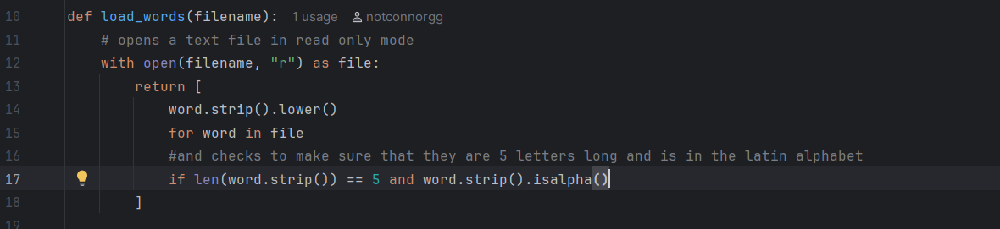 10 def load_words(filename): 1 usage notconnorgg
11 # opens a text file in read only mode
12 with open(filename, "r") as file:
13 return [
14 word.strip().lower()
15 for word in file
16 #and checks to make sure that they are 5 letters long and is in the latin alphabet
17 if len(word.strip()) == 5 and word.strip().isalpha()
18 ]
19